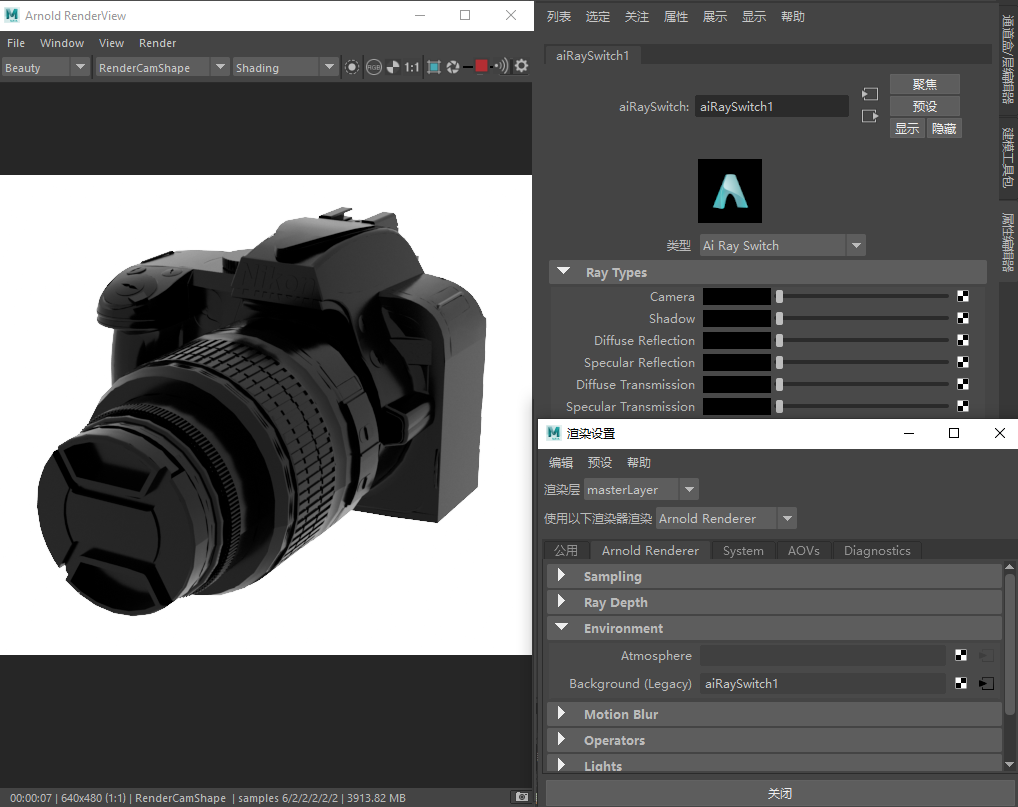 Arnold RenderView
File Window View Render
Beauty RenderCamShape Shading RGB 1:1
NIKON
00:00:07 | 640x480 (1:1) | RenderCamShape | samples 6/2/2/2/2/2 | 3913.82 MB
列表 选定 关注 属性 展示 显示 帮助
aiRaySwitch1
aiRaySwitch: aiRaySwitch1
聚焦
预设
显示 隐藏
类型 Ai Ray Switch
Ray Types
Camera
Shadow
Diffuse Reflection
Specular Reflection
Diffuse Transmission
Specular Transmission
通道盒/层编辑器
建模工具包
属性编辑器
渲染设置
编辑 预设 帮助
渲染层 masterLayer
使用以下渲染器渲染 Arnold Renderer
公用 Arnold Renderer System AOVs Diagnostics
Sampling
Ray Depth
Environment
Atmosphere
Background (Legacy) aiRaySwitch1
Motion Blur
Operators
Lights
关闭